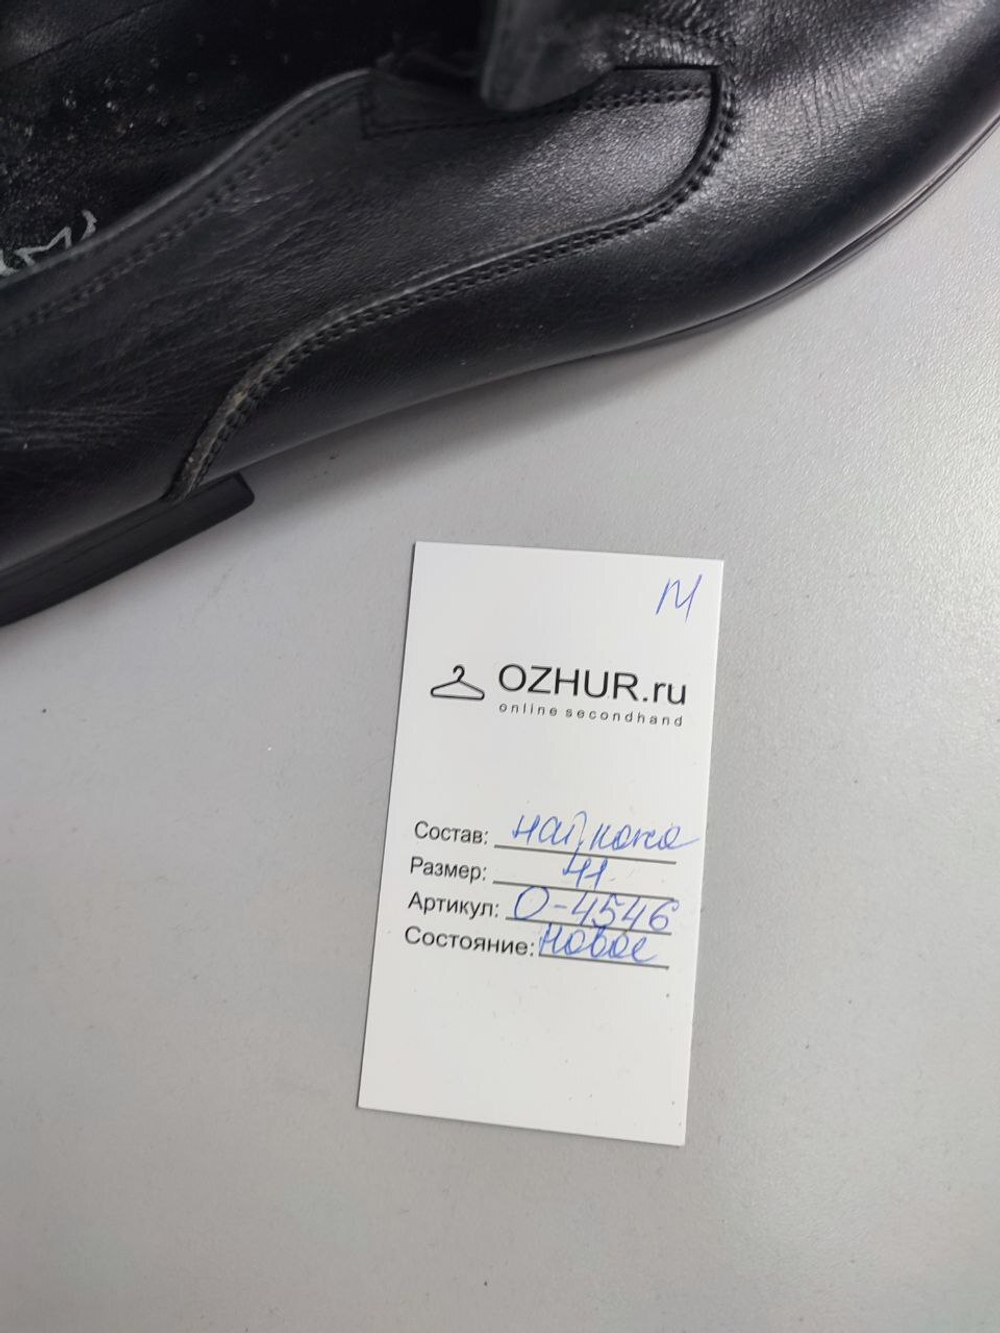 М
OZHUR.ru
online secondhand
Состав: нат, кожа
Размер: 41
Артикул: О-4546
Состояние: новое